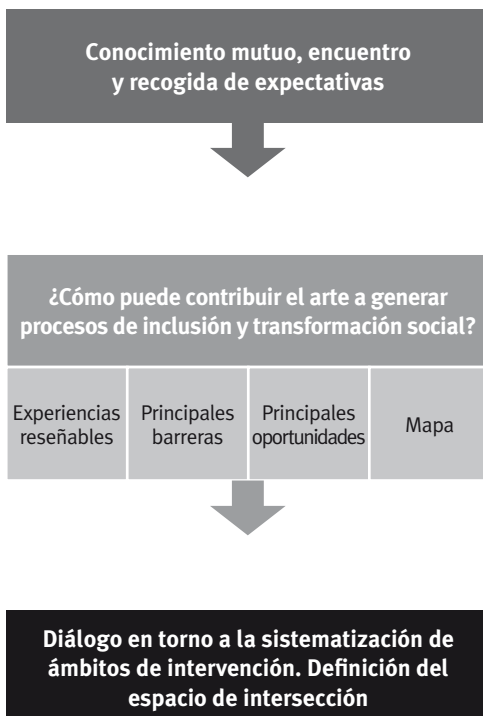 Conocimiento mutuo, encuentro
y recogida de expectativas
¿Cómo puede contribuir el arte a generar
procesos de inclusión y transformación social?
Experiencias
reseñables
Principales
barreras
Principales
oportunidades
Mapa
Diálogo en torno a la sistematización de
ámbitos de intervención. Definición del
espacio de intersección